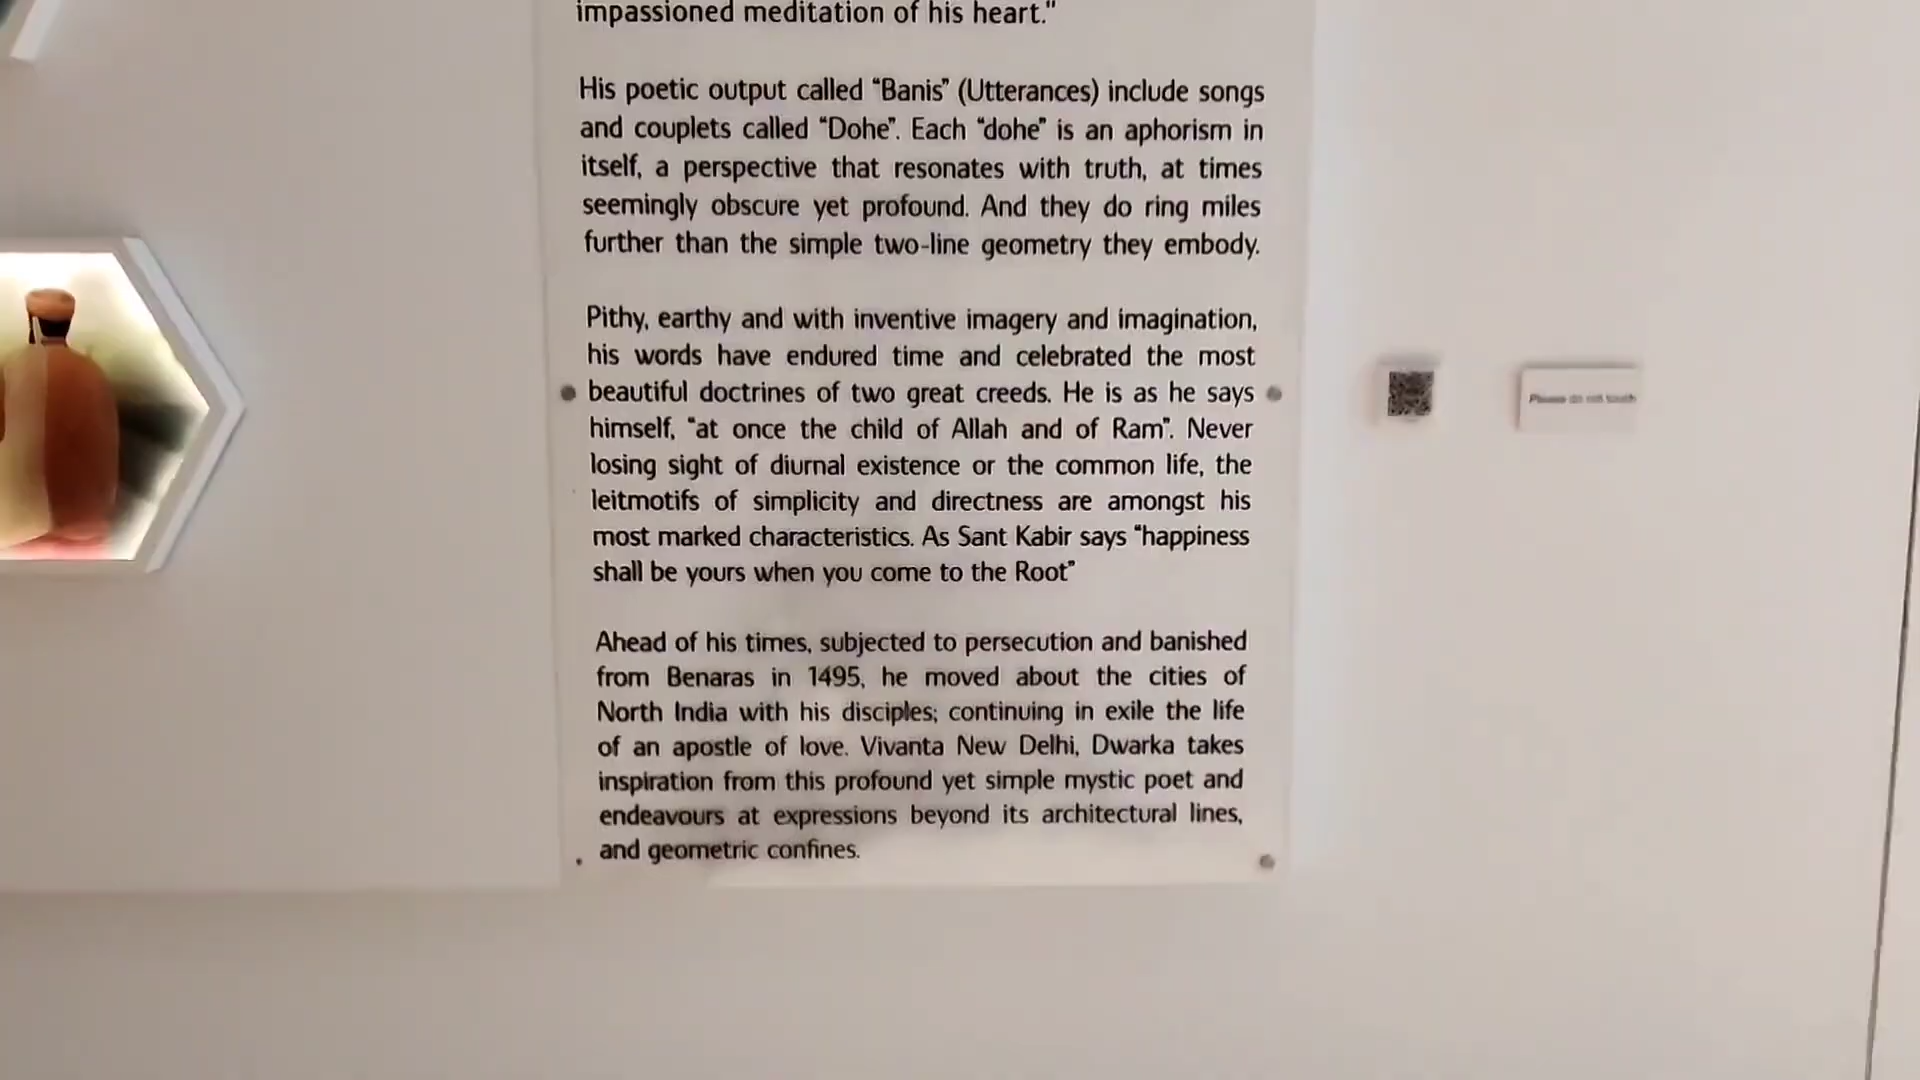 impassioned meditation of his heart."
His poetic output called “Banis” (Utterances) include songs
and couplets called “Dohe”. Each “dohe” is an aphorism in
itself, a perspective that resonates with truth, at times
seemingly obscure yet profound. And they do ring miles
further than the simple two-line geometry they embody.
Pithy, earthy and with inventive imagery and imagination,
his words have endured time and celebrated the most
beautiful doctrines of two great creeds. He is as he says
himself, “at once the child of Allah and of Ram”. Never
losing sight of diurnal existence or the common life, the
leitmotifs of simplicity and directness are amongst his
most marked characteristics. As Sant Kabir says “happiness
shall be yours when you come to the Root”
Ahead of his times, subjected to persecution and banished
from Benaras in 1495, he moved about the cities of
North India with his disciples; continuing in exile the life
of an apostle of love. Vivanta New Delhi, Dwarka takes
inspiration from this profound yet simple mystic poet and
endeavours at expressions beyond its architectural lines,
and geometric confines.
Please do not touch